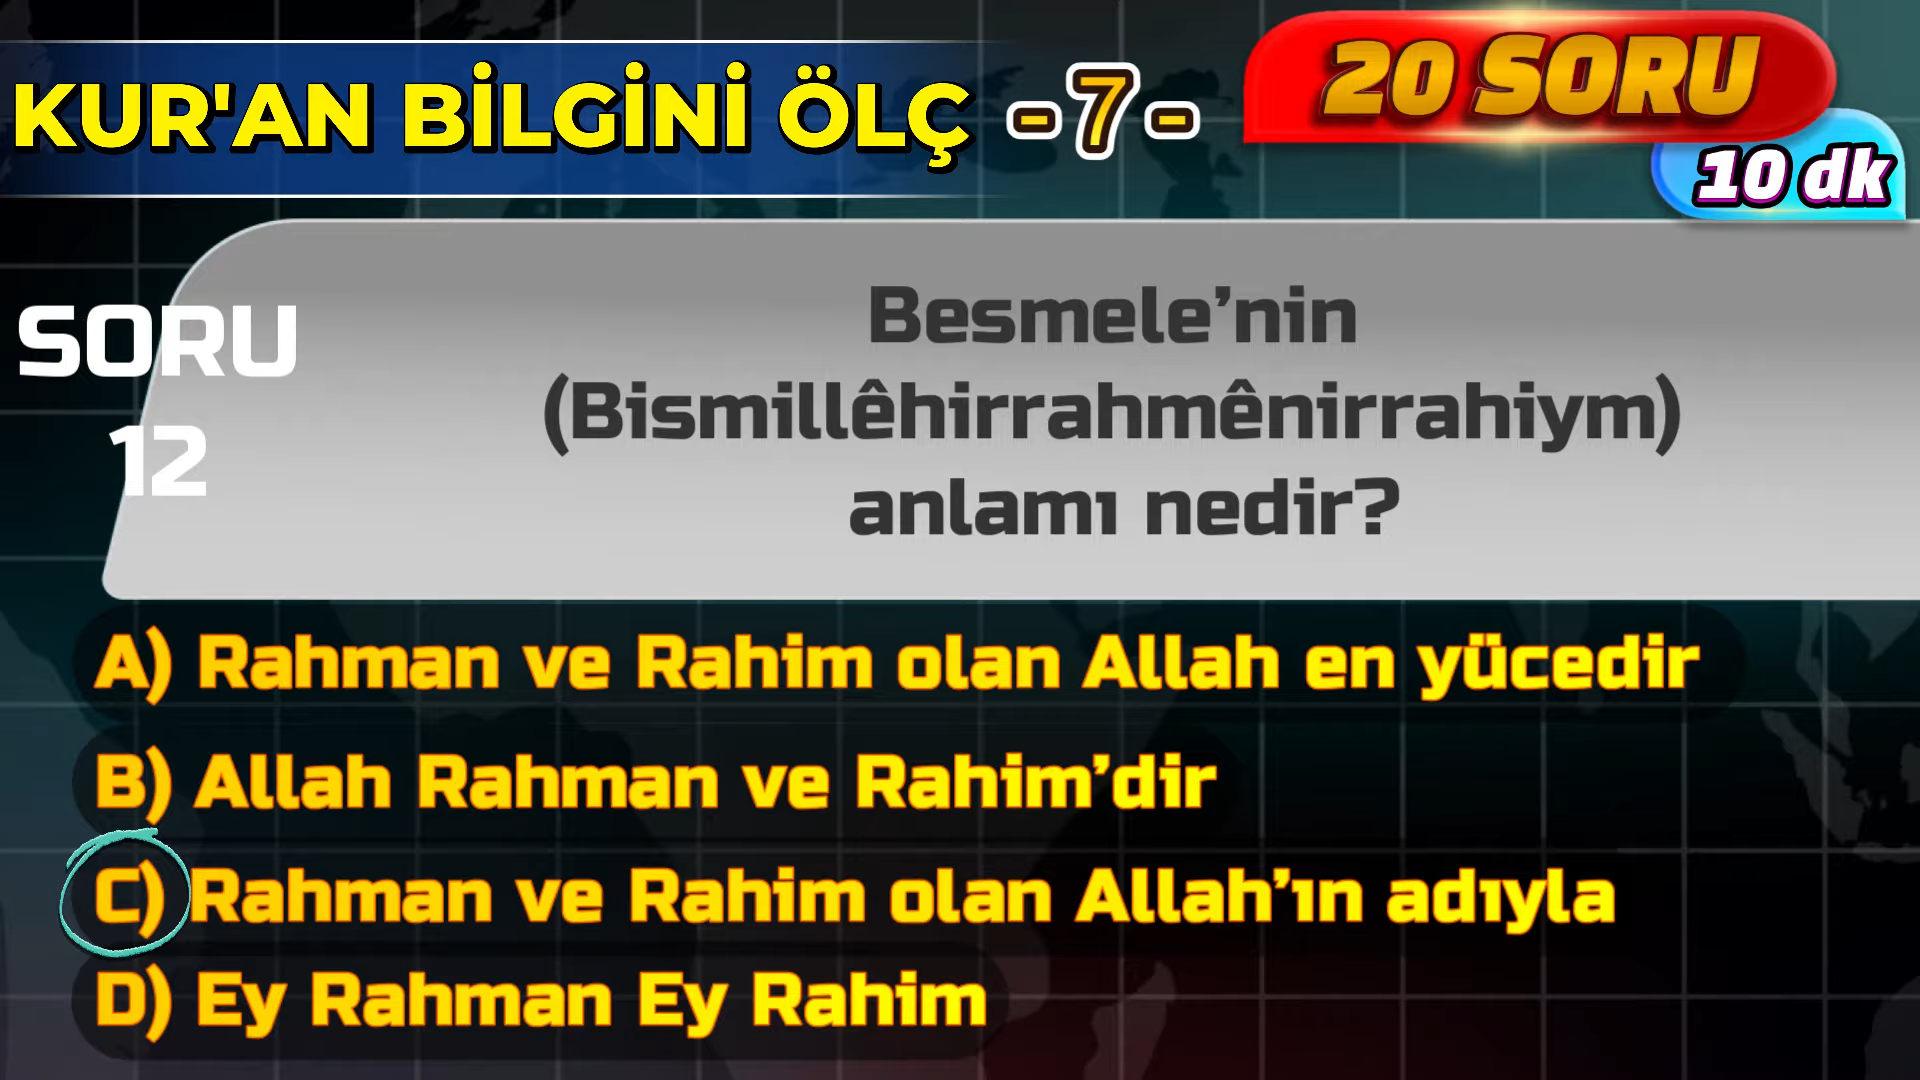 KUR'AN BİLGİNİ ÖLÇ -7-
20 SORU
10 dk
SORU
12
Besmele’nin
(Bismillêhirrahmênirrahiym)
anlamı nedir?
A) Rahman ve Rahim olan Allah en yücedir
B) Allah Rahman ve Rahim’dir
C) Rahman ve Rahim olan Allah’ın adıyla
D) Ey Rahman Ey Rahim